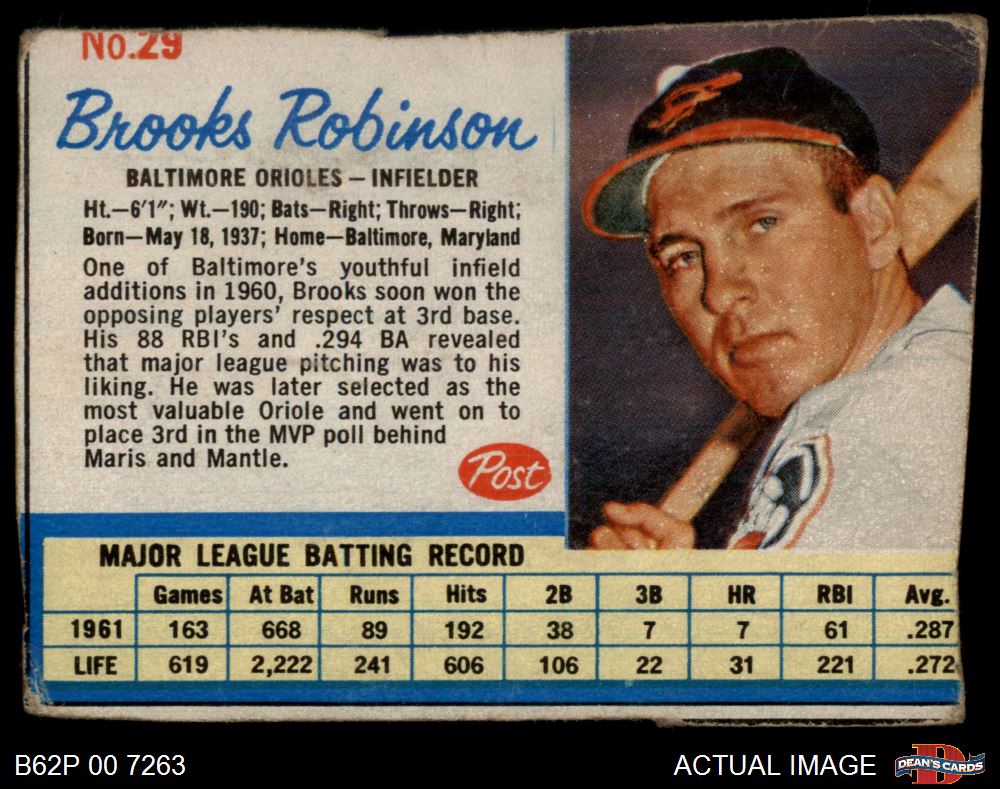 No.29
Brooks Robinson
BALTIMORE ORIOLES – INFIELDER
Ht.—6'1"; Wt.—190; Bats—Right; Throws—Right;
Born—May 18, 1937; Home—Baltimore, Maryland
One of Baltimore's youthful infield
additions in 1960, Brooks soon won the
opposing players' respect at 3rd base.
His 88 RBI's and .294 BA revealed
that major league pitching was to his
liking. He was later selected as the
most valuable Oriole and went on to
place 3rd in the MVP poll behind
Maris and Mantle.
Post
MAJOR LEAGUE BATTING RECORD
Games At Bat Runs Hits 2B 3B HR RBI Avg.
1961 163 668 89 192 38 7 7 61 .287
LIFE 619 2,222 241 606 106 22 31 221 .272
B62P 00 7263 ACTUAL IMAGE D DEAN'S CARDS